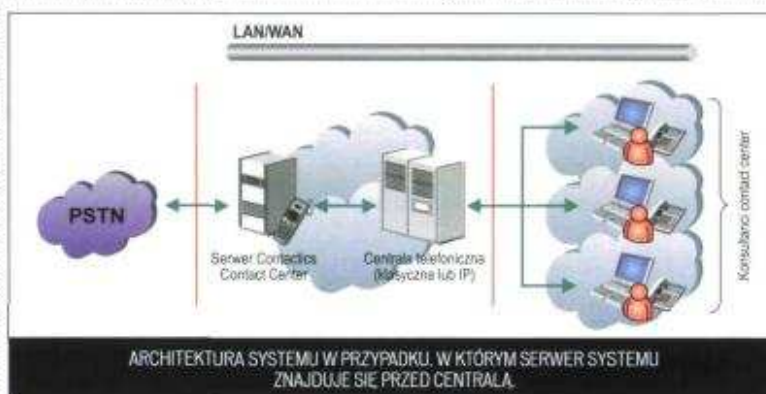 LAN/WAN
PSTN
Serwer Contactics
Contact Center
Centrala telefoniczna
(klasyczna lub IP)
Konsultanci contact center
ARCHITEKTURA SYSTEMU W PRZYPADKU, W KTÓRYM SERWER SYSTEMU
ZNAJDUJE SIĘ PRZED CENTRALĄ.